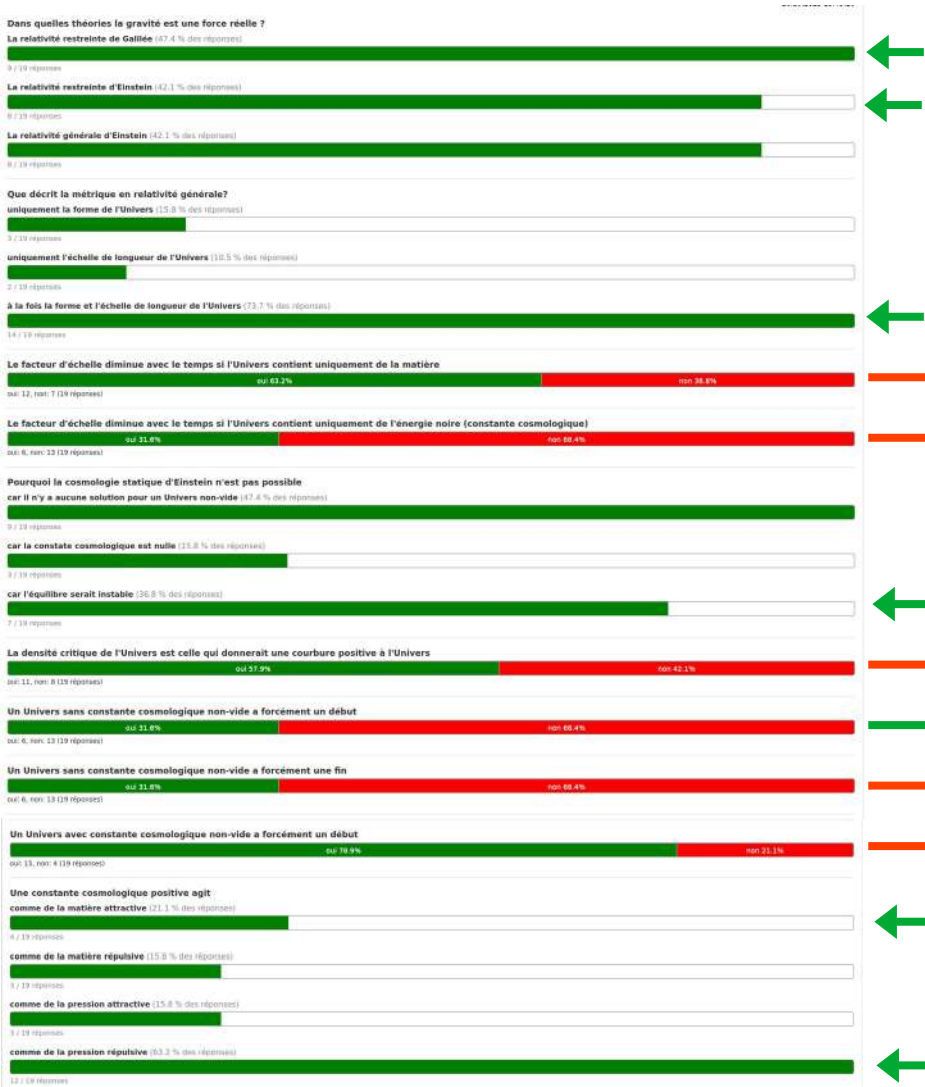 Dans quelles théories la gravité est une force réelle ?
La relativité restreinte de Galilée (47.4 % des réponses)
9 / 19 réponses
La relativité restreinte d'Einstein (42.1 % des réponses)
8 / 19 réponses
La relativité générale d'Einstein (42.1 % des réponses)
8 / 19 réponses
Que décrit la métrique en relativité générale?
uniquement la forme de l'Univers (15.8 % des réponses)
3 / 19 réponses
uniquement l'échelle de longueur de l'Univers (10.5 % des réponses)
2 / 19 réponses
à la fois la forme et l'échelle de longueur de l'Univers (73.7 % des réponses)
14 / 19 réponses
Le facteur d'échelle diminue avec le temps si l'Univers contient uniquement de la matière
oui 63.2% non 36.8%
oui: 12, non: 7 (19 réponses)
Le facteur d'échelle diminue avec le temps si l'Univers contient uniquement de l'énergie noire (constante cosmologique)
oui 31.6% non 68.4%
oui: 6, non: 13 (19 réponses)
Pourquoi la cosmologie statique d'Einstein n'est pas possible
car il n'y a aucune solution pour un Univers non-vide (47.4 % des réponses)
9 / 19 réponses
car la constate cosmologique est nulle (15.8 % des réponses)
3 / 19 réponses
car l'équilibre serait instable (36.8 % des réponses)
7 / 19 réponses
La densité critique de l'Univers est celle qui donnerait une courbure positive à l'Univers
oui 57.9% non 42.1%
oui: 11, non: 8 (19 réponses)
Un Univers sans constante cosmologique non-vide a forcément un début
oui 31.6% non 68.4%
oui: 6, non: 13 (19 réponses)
Un Univers sans constante cosmologique non-vide a forcément une fin
oui 31.6% non 68.4%
oui: 6, non: 13 (19 réponses)
Un Univers avec constante cosmologique non-vide a forcément un début
oui 78.9% non 21.1%
oui: 15, non: 4 (19 réponses)
Une constante cosmologique positive agit
comme de la matière attractive (21.1 % des réponses)
4 / 19 réponses
comme de la matière répulsive (15.8 % des réponses)
3 / 19 réponses
comme de la pression attractive (15.8 % des réponses)
3 / 19 réponses
comme de la pression répulsive (63.2 % des réponses)
12 / 19 réponses